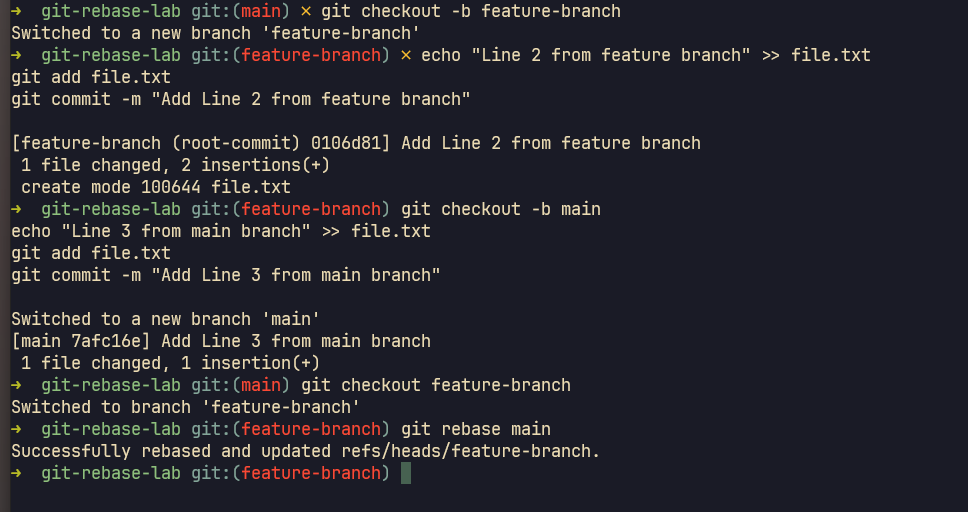 → git-rebase-lab git:(main) ✕ git checkout -b feature-branch
Switched to a new branch 'feature-branch'
→ git-rebase-lab git:(feature-branch) ✕ echo "Line 2 from feature branch" >> file.txt
git add file.txt
git commit -m "Add Line 2 from feature branch"
[feature-branch (root-commit) 0106d81] Add Line 2 from feature branch
1 file changed, 2 insertions(+)
create mode 100644 file.txt
→ git-rebase-lab git:(feature-branch) git checkout -b main
echo "Line 3 from main branch" >> file.txt
git add file.txt
git commit -m "Add Line 3 from main branch"
Switched to a new branch 'main'
[main 7afc16e] Add Line 3 from main branch
1 file changed, 1 insertion(+)
→ git-rebase-lab git:(main) git checkout feature-branch
Switched to branch 'feature-branch'
→ git-rebase-lab git:(feature-branch) git rebase main
Successfully rebased and updated refs/heads/feature-branch.
→ git-rebase-lab git:(feature-branch)